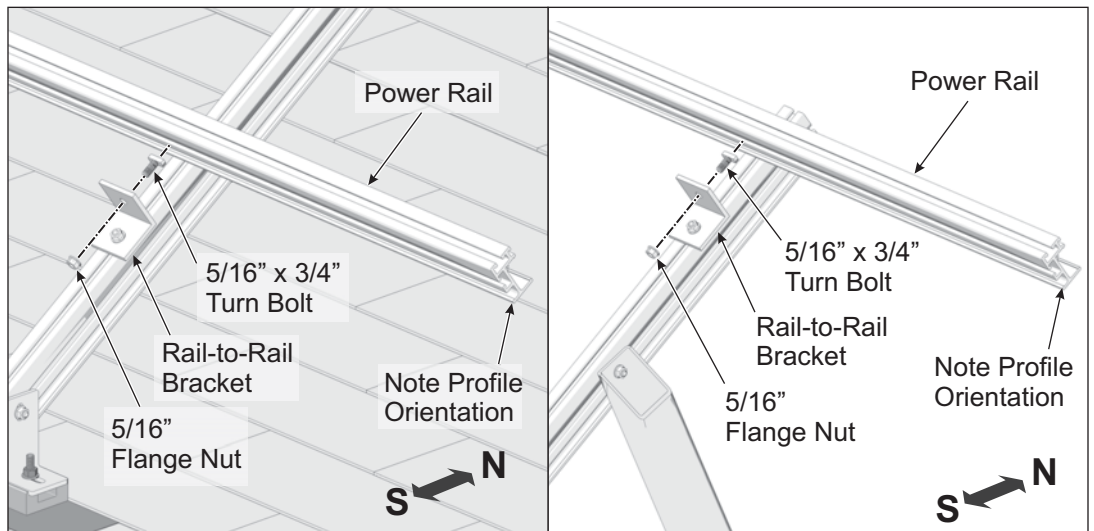 Power Rail
5/16” x 3/4”
Turn Bolt
Rail-to-Rail
Bracket
Note Profile
Orientation
5/16”
Flange Nut
N
S
Power Rail
5/16” x 3/4”
Turn Bolt
Rail-to-Rail
Bracket
Note Profile
Orientation
5/16”
Flange Nut
N
S